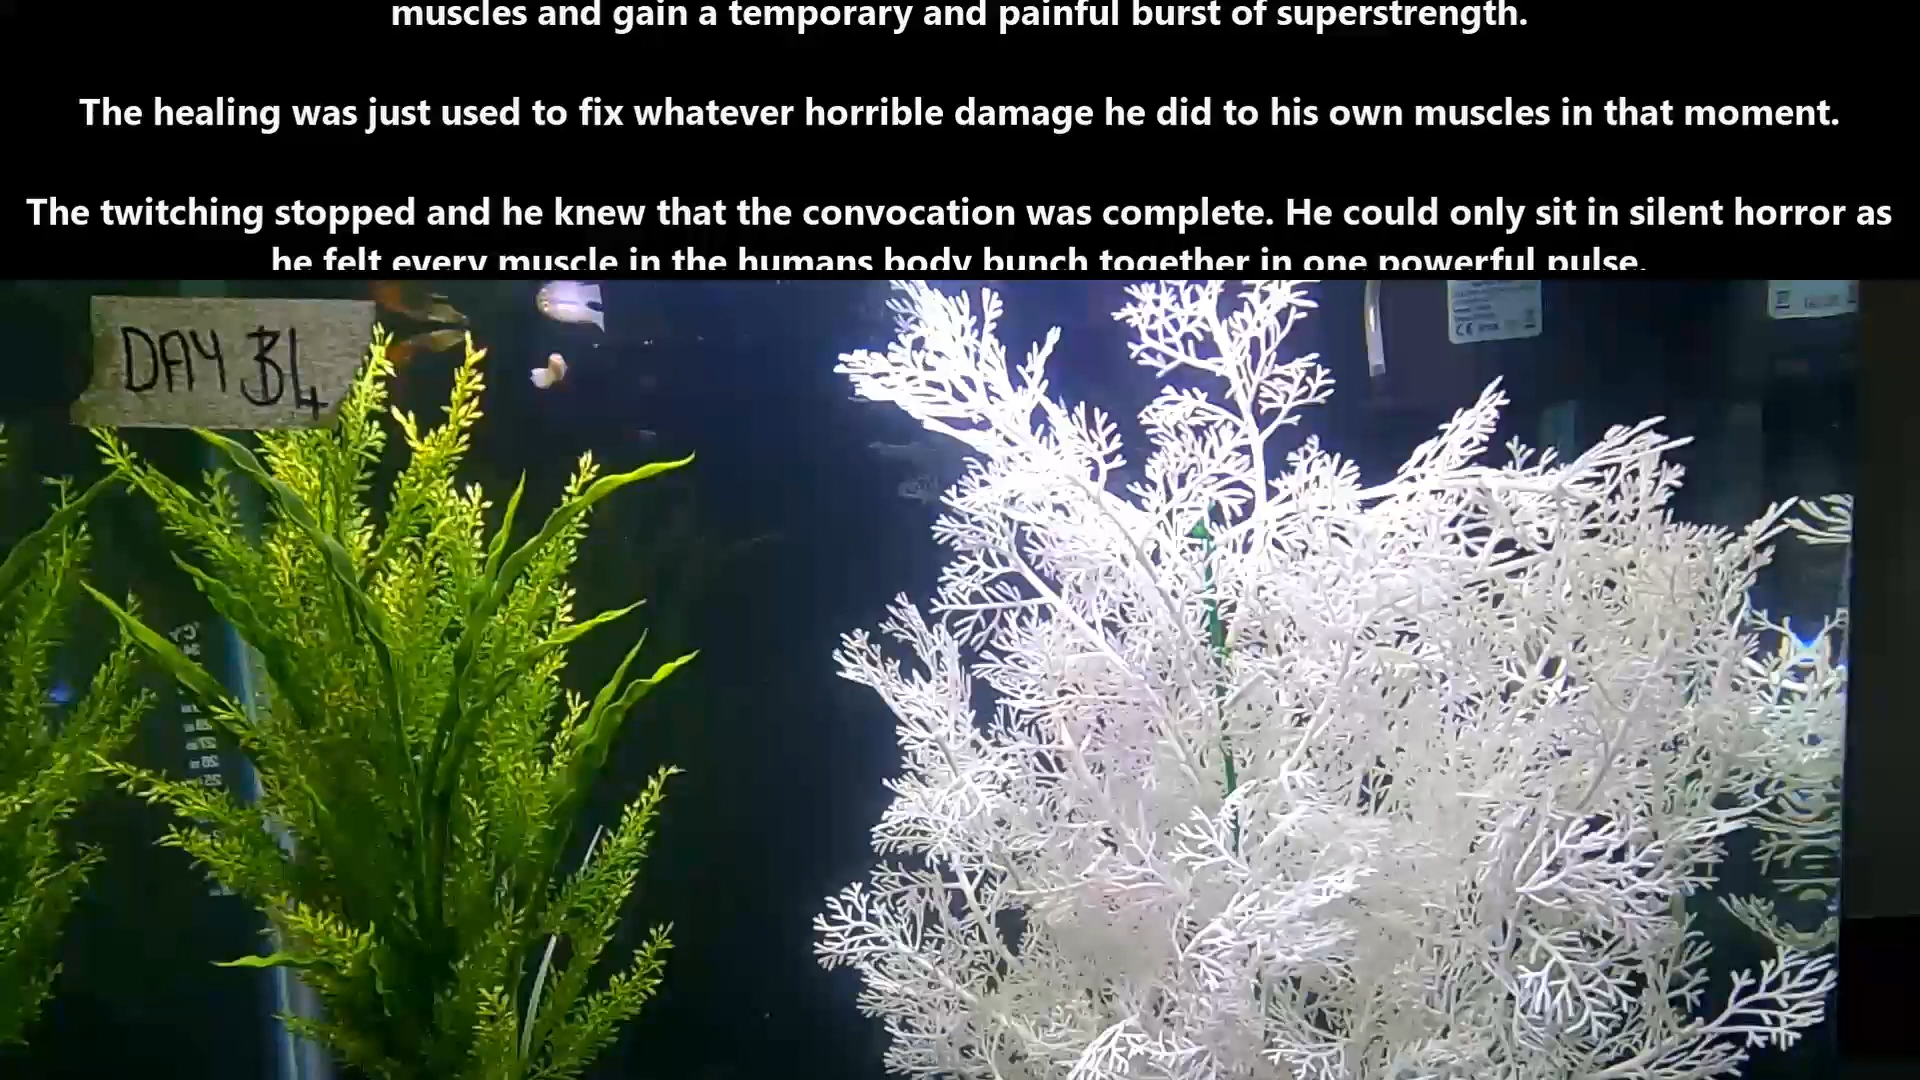 muscles and gain a temporary and painful burst of superstrength.
The healing was just used to fix whatever horrible damage he did to his own muscles in that moment.
The twitching stopped and he knew that the convocation was complete. He could only sit in silent horror as
he felt every muscle in the humans body bunch together in one powerful pulse.
DAY 34